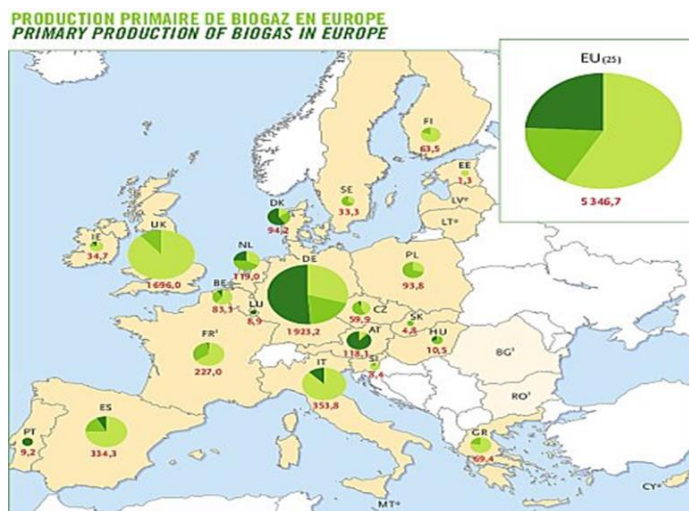 PRODUCTION PRIMAIRE DE BIOGAZ EN EUROPE
PRIMARY PRODUCTION OF BIOGAS IN EUROPE
EU(25)
5 346,7
FI
63,5
EE
1,3
SE
33,3
LV°
LT°
DK
94,2
IE
34,7
UK
1 696,0
NL
119,0
DE
1 923,2
PL
93,8
BE
83,3
LU
8,9
CZ
59,9
SK
4,8
FR¹
227,0
AT
118,1
HU
10,5
SI
8,4
BG¹
RO¹
IT
353,8
PT
9,2
ES
334,3
GR
69,4
MT°
CY°